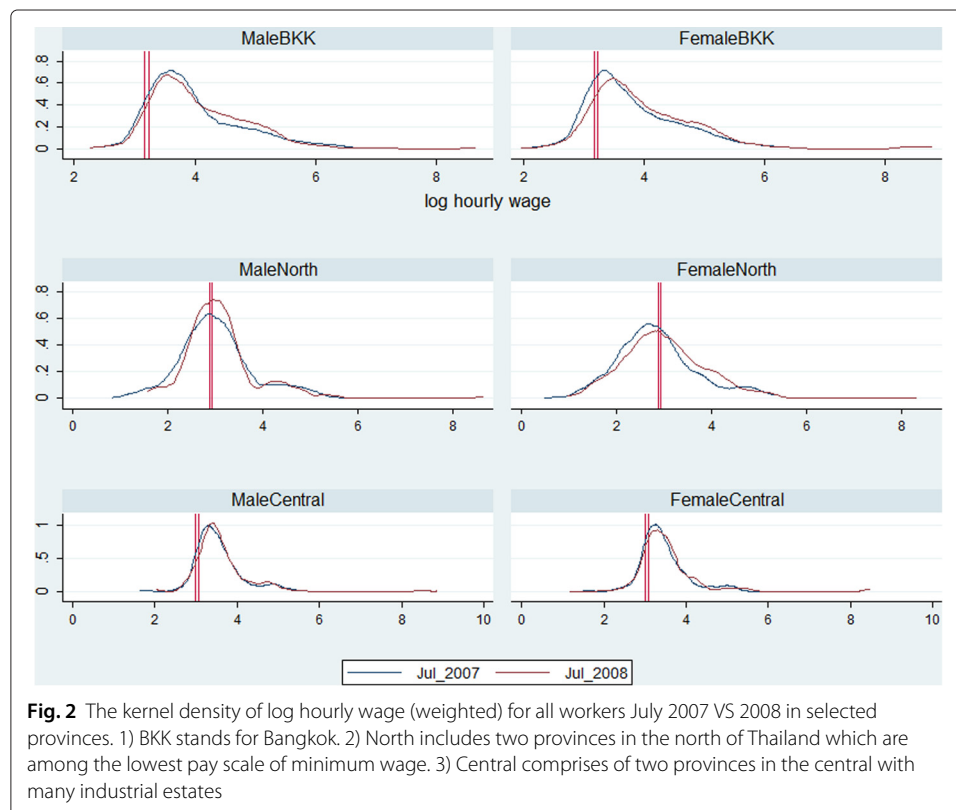 MaleBKK
FemaleBKK
.8
.6
.4
.2
0
2 4 6 8
2 4 6 8
log hourly wage
MaleNorth
FemaleNorth
.8
.6
.4
.2
0
0 2 4 6 8
0 2 4 6 8
MaleCentral
FemaleCentral
1
.5
0
0 2 4 6 8 10
0 2 4 6 8 10
Jul_2007 Jul_2008
Fig. 2 The kernel density of log hourly wage (weighted) for all workers July 2007 VS 2008 in selected
provinces. 1) BKK stands for Bangkok. 2) North includes two provinces in the north of Thailand which are
among the lowest pay scale of minimum wage. 3) Central comprises of two provinces in the central with
many industrial estates